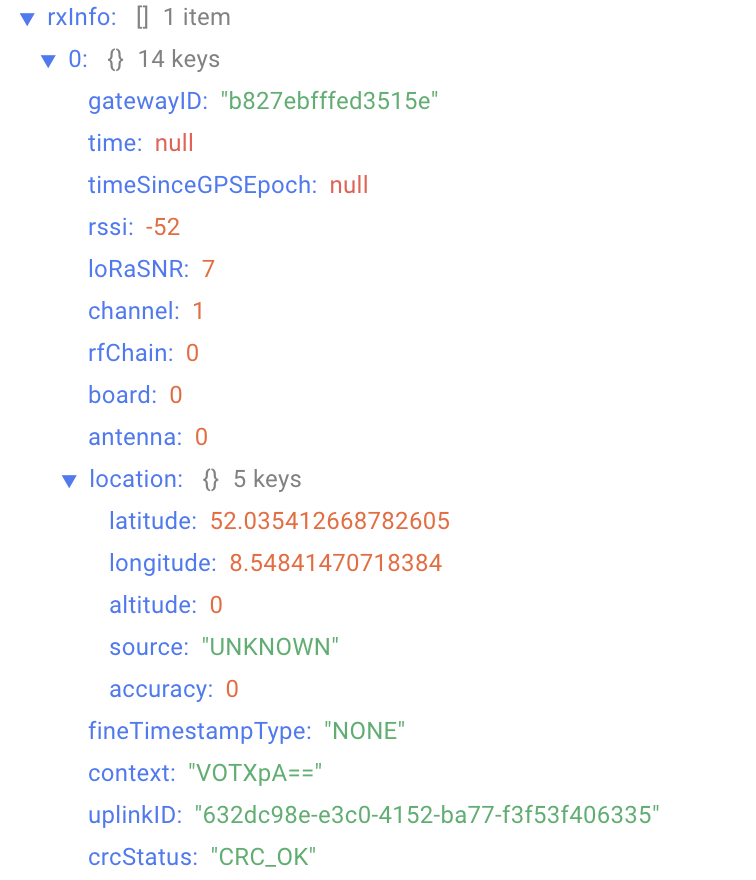 ▼ rxInfo: [] 1 item
▼ 0: {} 14 keys
gatewayID: "b827ebfffed3515e"
time: null
timeSinceGPSEpoch: null
rssi: -52
loRaSNR: 7
channel: 1
rfChain: 0
board: 0
antenna: 0
▼ location: {} 5 keys
latitude: 52.035412668782605
longitude: 8.54841470718384
altitude: 0
source: "UNKNOWN"
accuracy: 0
fineTimestampType: "NONE"
context: "VOTXpA=="
uplinkID: "632dc98e-e3c0-4152-ba77-f3f53f406335"
crcStatus: "CRC_OK"